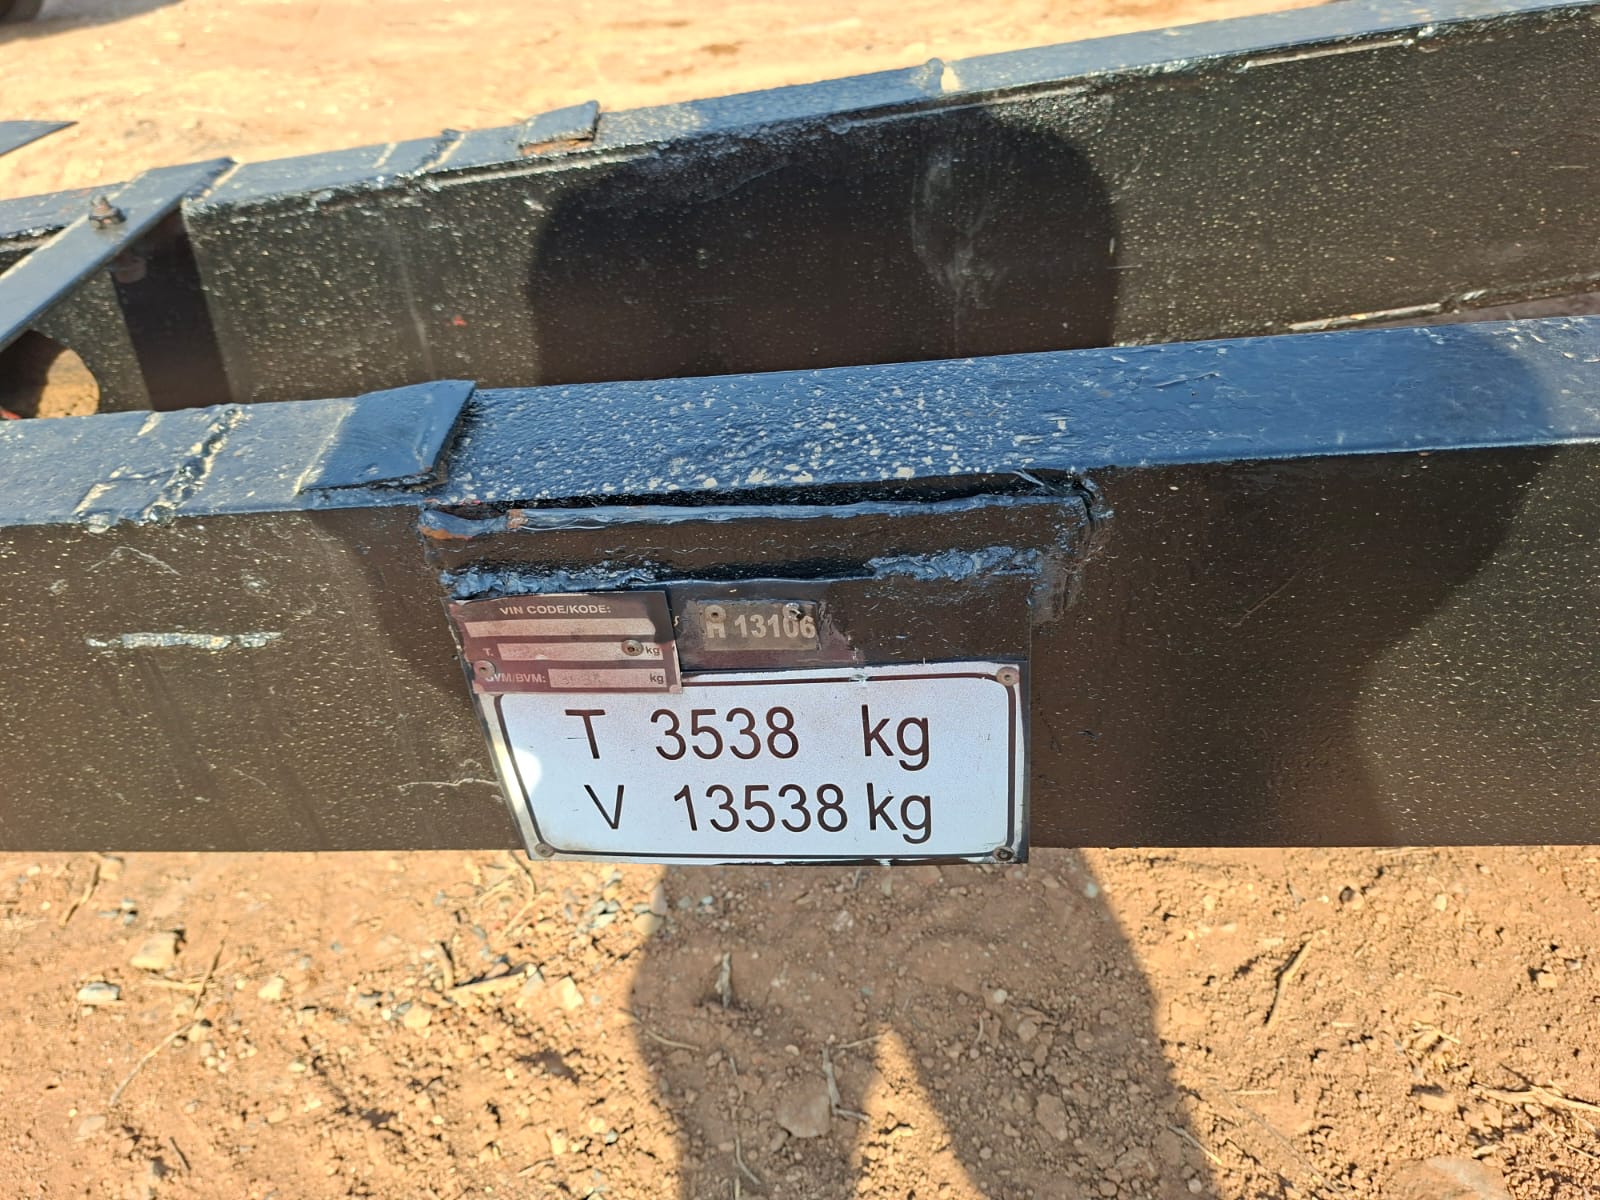 VIN CODE/KODE:
T. kg
GVM/BVM: kg
A 13106
T 3538 kg
V 13538 kg